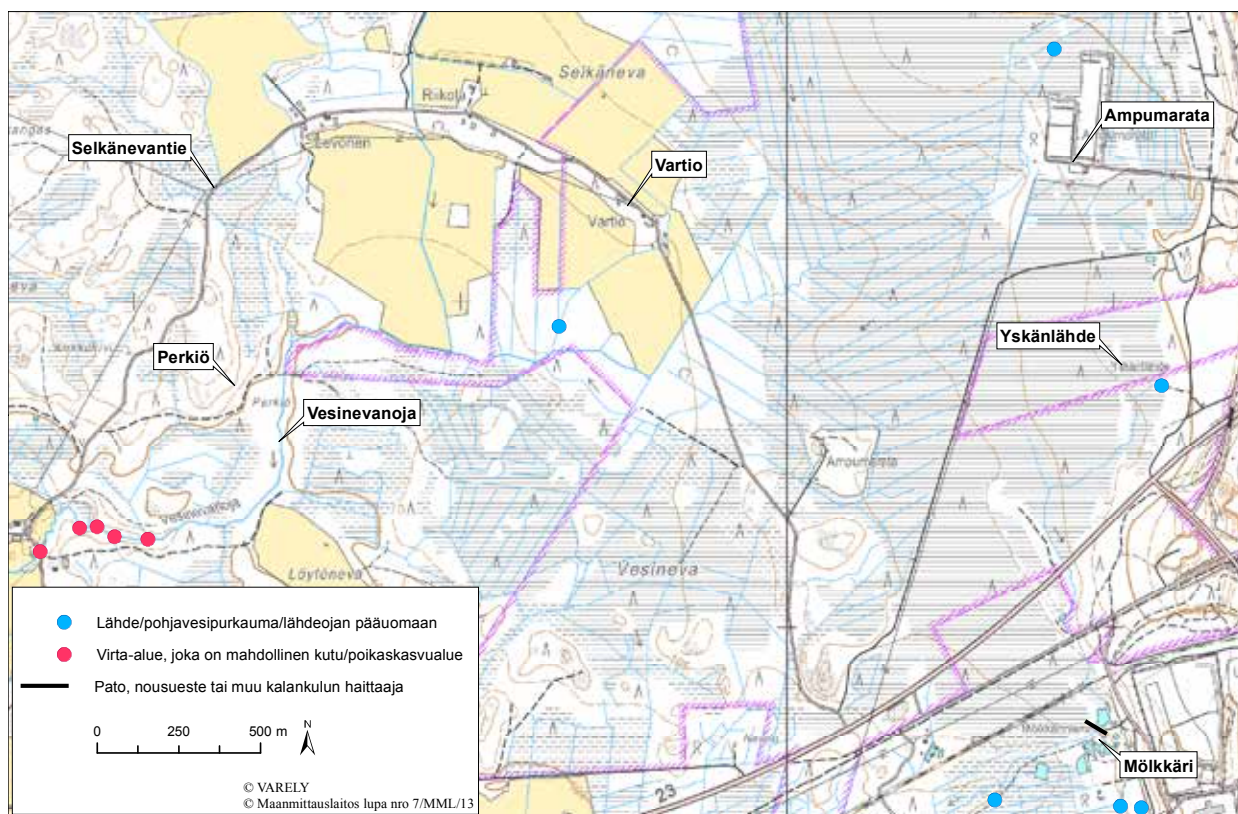 Selkäneva
Riikola
Ampumarata
Selkänevantie
Levonen
Vartio
Vartio
Yskänlähde
Perkiö
Perkiö
Vesinevanoja
Ampumarata
Vesinevanoja
Löytöneva
Vesineva
Lähde/pohjavesipurkauma/lähdeojan pääuomaan
Virta-alue, joka on mahdollinen kutu/poikaskasvualue
Pato, nousueste tai muu kalankulun haittaaja
0 250 500 m N
Mölkkäri
23
© VARELY
© Maanmittauslaitos lupa nro 7/MML/13